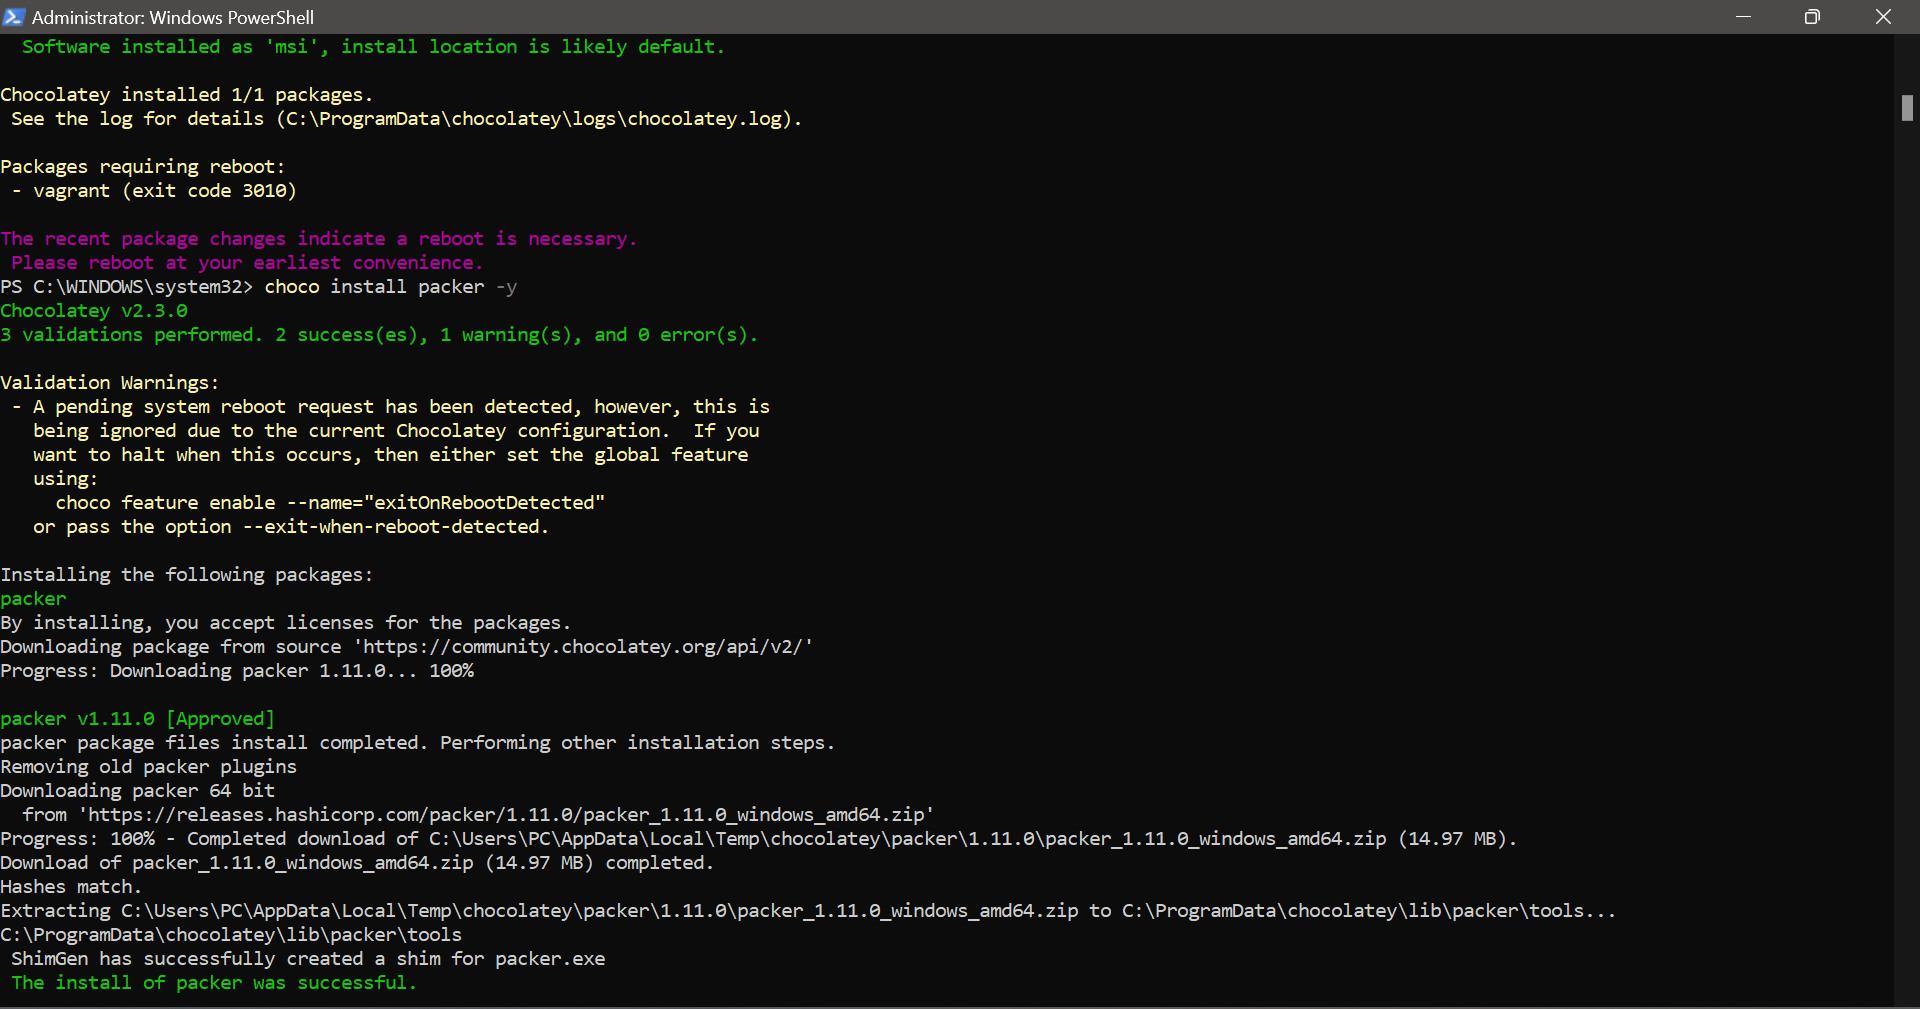 Administrator: Windows PowerShell
Software installed as 'msi', install location is likely default.
Chocolatey installed 1/1 packages.
See the log for details (C:\ProgramData\chocolatey\logs\chocolatey.log).
Packages requiring reboot:
- vagrant (exit code 3010)
The recent package changes indicate a reboot is necessary.
Please reboot at your earliest convenience.
PS C:\WINDOWS\system32> choco install packer -y
Chocolatey v2.3.0
3 validations performed. 2 success(es), 1 warning(s), and 0 error(s).
Validation Warnings:
- A pending system reboot request has been detected, however, this is
being ignored due to the current Chocolatey configuration.  If you
want to halt when this occurs, then either set the global feature
using:
choco feature enable --name="exitOnRebootDetected"
or pass the option --exit-when-reboot-detected.
Installing the following packages:
packer
By installing, you accept licenses for the packages.
Downloading package from source 'https://community.chocolatey.org/api/v2/'
Progress: Downloading packer 1.11.0... 100%
packer v1.11.0 [Approved]
packer package files install completed. Performing other installation steps.
Removing old packer plugins
Downloading packer 64 bit
from 'https://releases.hashicorp.com/packer/1.11.0/packer_1.11.0_windows_amd64.zip'
Progress: 100% - Completed download of C:\Users\PC\AppData\Local\Temp\chocolatey\packer\1.11.0\packer_1.11.0_windows_amd64.zip (14.97 MB).
Download of packer_1.11.0_windows_amd64.zip (14.97 MB) completed.
Hashes match.
Extracting C:\Users\PC\AppData\Local\Temp\chocolatey\packer\1.11.0\packer_1.11.0_windows_amd64.zip to C:\ProgramData\chocolatey\lib\packer\tools...
C:\ProgramData\chocolatey\lib\packer\tools
ShimGen has successfully created a shim for packer.exe
The install of packer was successful.